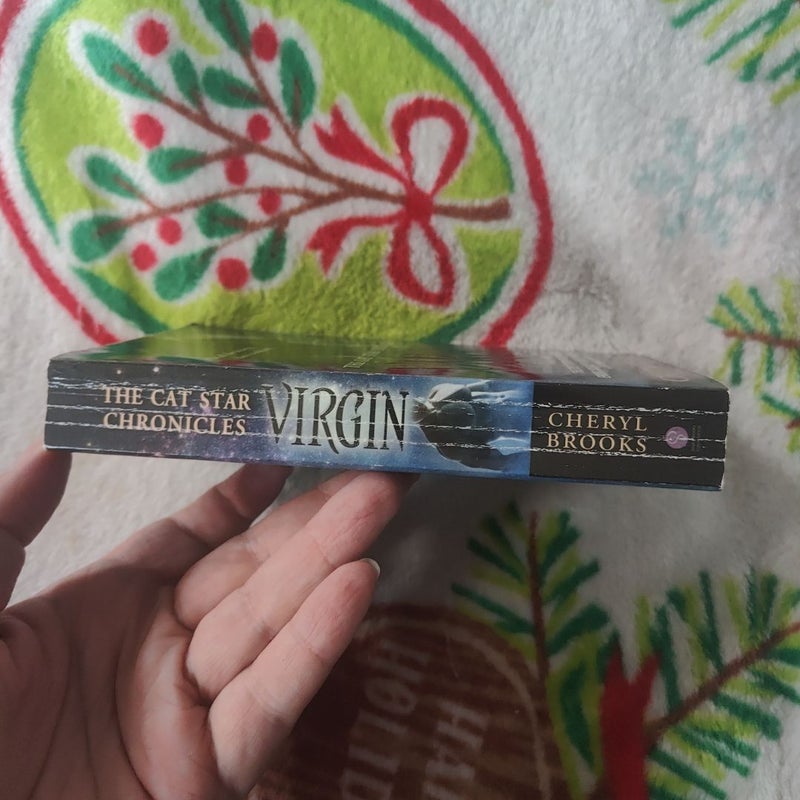 THE CAT STAR
CHRONICLES
VIRGIN
CHERYL
BROOKS